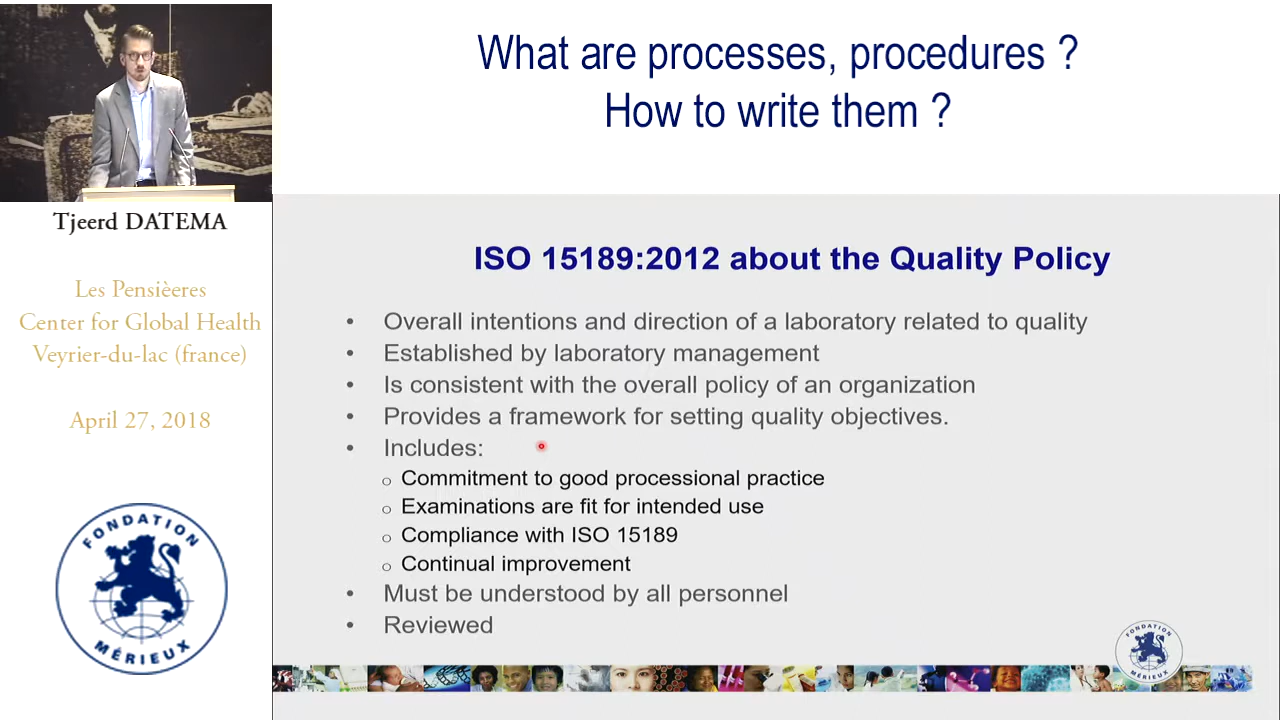 What are processes, procedures ?
How to write them ?
Tjeerd DATEMA
Les Pensièeres
Center for Global Health
Veyrier-du-lac (france)
April 27, 2018
FONDATION
MÉRIEUX
ISO 15189:2012 about the Quality Policy
• Overall intentions and direction of a laboratory related to quality
• Established by laboratory management
• Is consistent with the overall policy of an organization
• Provides a framework for setting quality objectives.
• Includes:
o Commitment to good processional practice
o Examinations are fit for intended use
o Compliance with ISO 15189
o Continual improvement
• Must be understood by all personnel
• Reviewed
FONDATION
MÉRIEUX